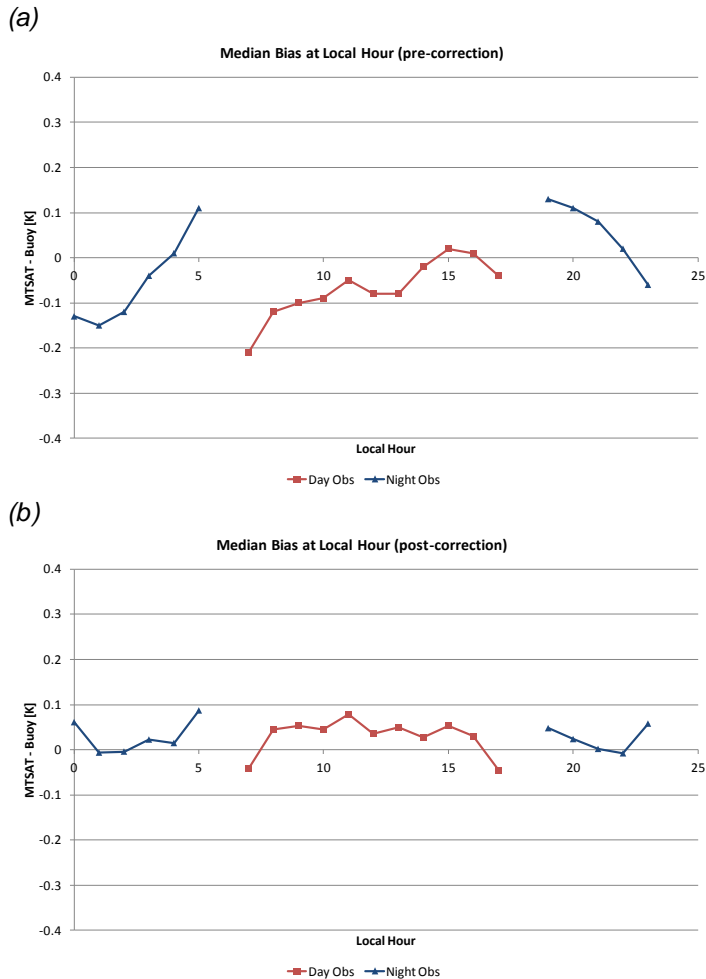 (a)
Median Bias at Local Hour (pre-correction)
0.4
0.3
0.2
0.1
0
-0.1
-0.2
-0.3
-0.4
MTSAT - Buoy [K]
0 5 10 15 20 25
Local Hour
Day Obs Night Obs
(b)
Median Bias at Local Hour (post-correction)
0.4
0.3
0.2
0.1
0
-0.1
-0.2
-0.3
-0.4
MTSAT - Buoy [K]
0 5 10 15 20 25
Local Hour
Day Obs Night Obs